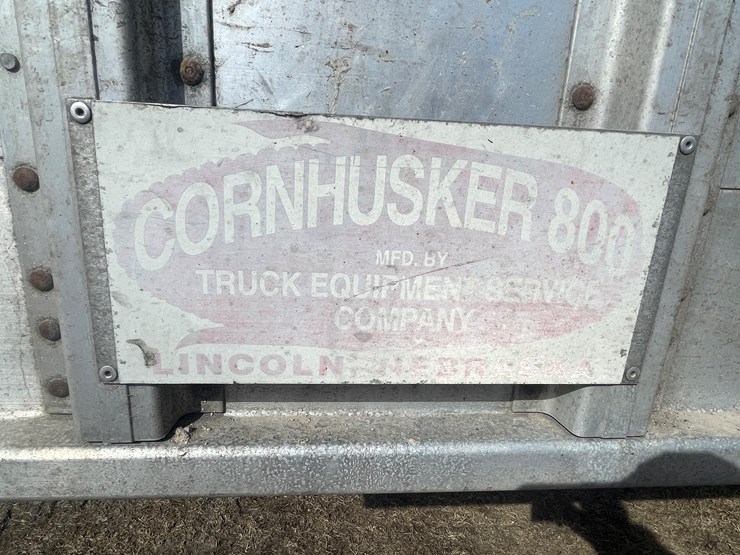 CORNHUSKER 800
MFD. BY
TRUCK EQUIPMENT SERVICE
COMPANY
LINCOLN, NEBRASKA